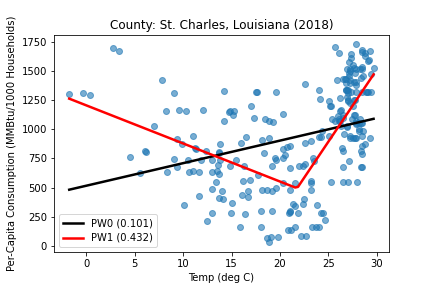 County: St. Charles, Louisiana (2018)
Per-Capita Consumption (MMBtu/1000 Households)
1750
1500
1250
1000
750
500
250
0
PW0 (0.101)
PW1 (0.432)
0 5 10 15 20 25 30
Temp (deg C)